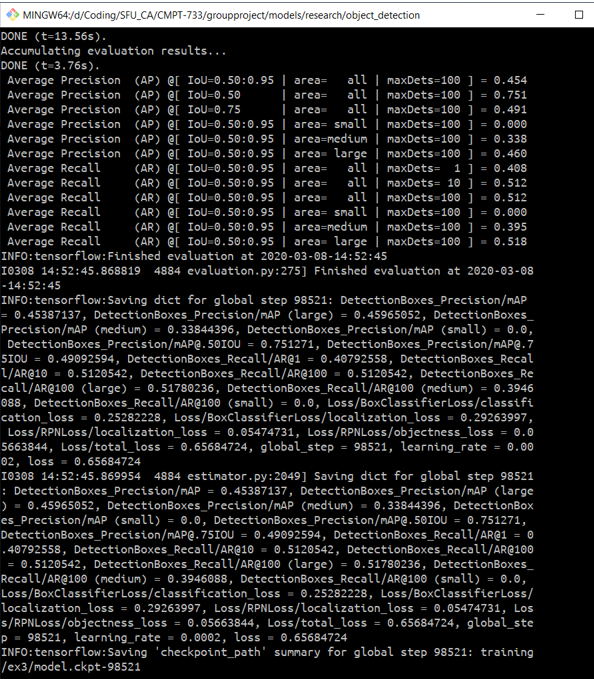 MINGW64:/d/Coding/SFU_CA/CMPT-733/groupproject/models/research/object_detection
DONE (t=13.56s).
Accumulating evaluation results...
DONE (t=3.76s).
 Average Precision  (AP) @[ IoU=0.50:0.95 | area=   all | maxDets=100 ] = 0.454
 Average Precision  (AP) @[ IoU=0.50      | area=   all | maxDets=100 ] = 0.751
 Average Precision  (AP) @[ IoU=0.75      | area=   all | maxDets=100 ] = 0.491
 Average Precision  (AP) @[ IoU=0.50:0.95 | area= small | maxDets=100 ] = 0.000
 Average Precision  (AP) @[ IoU=0.50:0.95 | area=medium | maxDets=100 ] = 0.338
 Average Precision  (AP) @[ IoU=0.50:0.95 | area= large | maxDets=100 ] = 0.460
 Average Recall     (AR) @[ IoU=0.50:0.95 | area=   all | maxDets=  1 ] = 0.408
 Average Recall     (AR) @[ IoU=0.50:0.95 | area=   all | maxDets= 10 ] = 0.512
 Average Recall     (AR) @[ IoU=0.50:0.95 | area=   all | maxDets=100 ] = 0.512
 Average Recall     (AR) @[ IoU=0.50:0.95 | area= small | maxDets=100 ] = 0.000
 Average Recall     (AR) @[ IoU=0.50:0.95 | area=medium | maxDets=100 ] = 0.395
 Average Recall     (AR) @[ IoU=0.50:0.95 | area= large | maxDets=100 ] = 0.518
INFO:tensorflow:Finished evaluation at 2020-03-08-14:52:45
I0308 14:52:45.868819  4884 evaluation.py:275] Finished evaluation at 2020-03-08
-14:52:45
INFO:tensorflow:Saving dict for global step 98521: DetectionBoxes_Precision/mAP
= 0.45387137, DetectionBoxes_Precision/mAP (large) = 0.45965052, DetectionBoxes_
Precision/mAP (medium) = 0.33844396, DetectionBoxes_Precision/mAP (small) = 0.0,
 DetectionBoxes_Precision/mAP@.50IOU = 0.751271, DetectionBoxes_Precision/mAP@.7
5IOU = 0.49092594, DetectionBoxes_Recall/AR@1 = 0.40792558, DetectionBoxes_Recal
l/AR@10 = 0.5120542, DetectionBoxes_Recall/AR@100 = 0.5120542, DetectionBoxes_Re
call/AR@100 (large) = 0.51780236, DetectionBoxes_Recall/AR@100 (medium) = 0.3946
088, DetectionBoxes_Recall/AR@100 (small) = 0.0, Loss/BoxClassifierLoss/classifi
cation_loss = 0.25282228, Loss/BoxClassifierLoss/localization_loss = 0.29263997,
 Loss/RPNLoss/localization_loss = 0.05474731, Loss/RPNLoss/objectness_loss = 0.0
5663844, Loss/total_loss = 0.65684724, global_step = 98521, learning_rate = 0.00
02, loss = 0.65684724
I0308 14:52:45.869954  4884 estimator.py:2049] Saving dict for global step 98521
: DetectionBoxes_Precision/mAP = 0.45387137, DetectionBoxes_Precision/mAP (large
) = 0.45965052, DetectionBoxes_Precision/mAP (medium) = 0.33844396, DetectionBox
es_Precision/mAP (small) = 0.0, DetectionBoxes_Precision/mAP@.50IOU = 0.751271,
DetectionBoxes_Precision/mAP@.75IOU = 0.49092594, DetectionBoxes_Recall/AR@1 = 0
.40792558, DetectionBoxes_Recall/AR@10 = 0.5120542, DetectionBoxes_Recall/AR@100
 = 0.5120542, DetectionBoxes_Recall/AR@100 (large) = 0.51780236, DetectionBoxes_
Recall/AR@100 (medium) = 0.3946088, DetectionBoxes_Recall/AR@100 (small) = 0.0,
Loss/BoxClassifierLoss/classification_loss = 0.25282228, Loss/BoxClassifierLoss/
localization_loss = 0.29263997, Loss/RPNLoss/localization_loss = 0.05474731, Los
s/RPNLoss/objectness_loss = 0.05663844, Loss/total_loss = 0.65684724, global_ste
p = 98521, learning_rate = 0.0002, loss = 0.65684724
INFO:tensorflow:Saving 'checkpoint_path' summary for global step 98521: training
/ex3/model.ckpt-98521